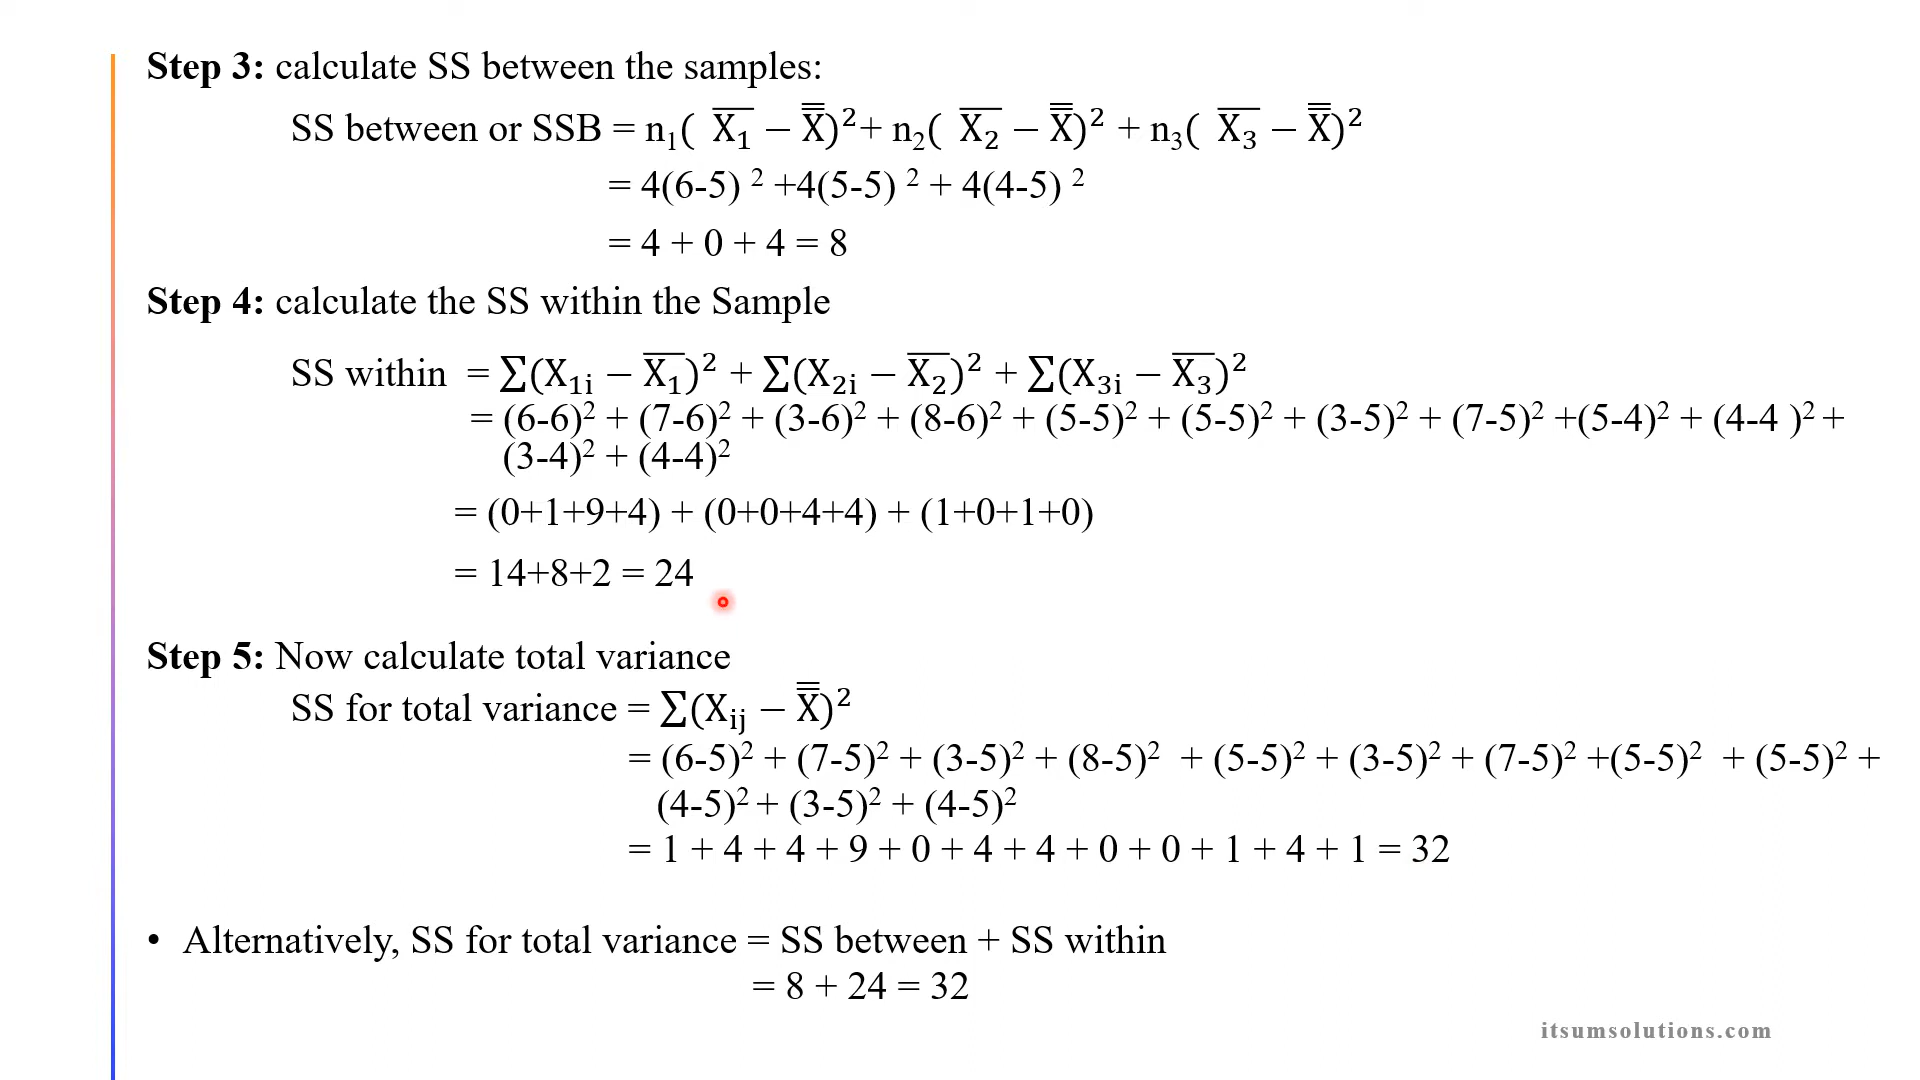 Step 3: calculate SS between the samples:
SS between or SSB = n₁( X̅₁ − X̿)² + n₂( X̅₂ − X̿)² + n₃( X̅₃ − X̿)²
= 4(6-5) ² +4(5-5) ² + 4(4-5) ²
= 4 + 0 + 4 = 8
Step 4: calculate the SS within the Sample
SS within = ∑(X₁ᵢ − X̅₁)² + ∑(X₂ᵢ − X̅₂)² + ∑(X₃ᵢ − X̅₃)²
= (6-6)² + (7-6)² + (3-6)² + (8-6)² + (5-5)² + (5-5)² + (3-5)² + (7-5)² +(5-4)² + (4-4 )² +
(3-4)² + (4-4)²
= (0+1+9+4) + (0+0+4+4) + (1+0+1+0)
= 14+8+2 = 24
Step 5: Now calculate total variance
SS for total variance = ∑(Xᵢⱼ − X̿)²
= (6-5)² + (7-5)² + (3-5)² + (8-5)² + (5-5)² + (3-5)² + (7-5)² +(5-5)² + (5-5)² +
(4-5)² + (3-5)² + (4-5)²
= 1 + 4 + 4 + 9 + 0 + 4 + 4 + 0 + 0 + 1 + 4 + 1 = 32
• Alternatively, SS for total variance = SS between + SS within
= 8 + 24 = 32
itsumsolutions.com